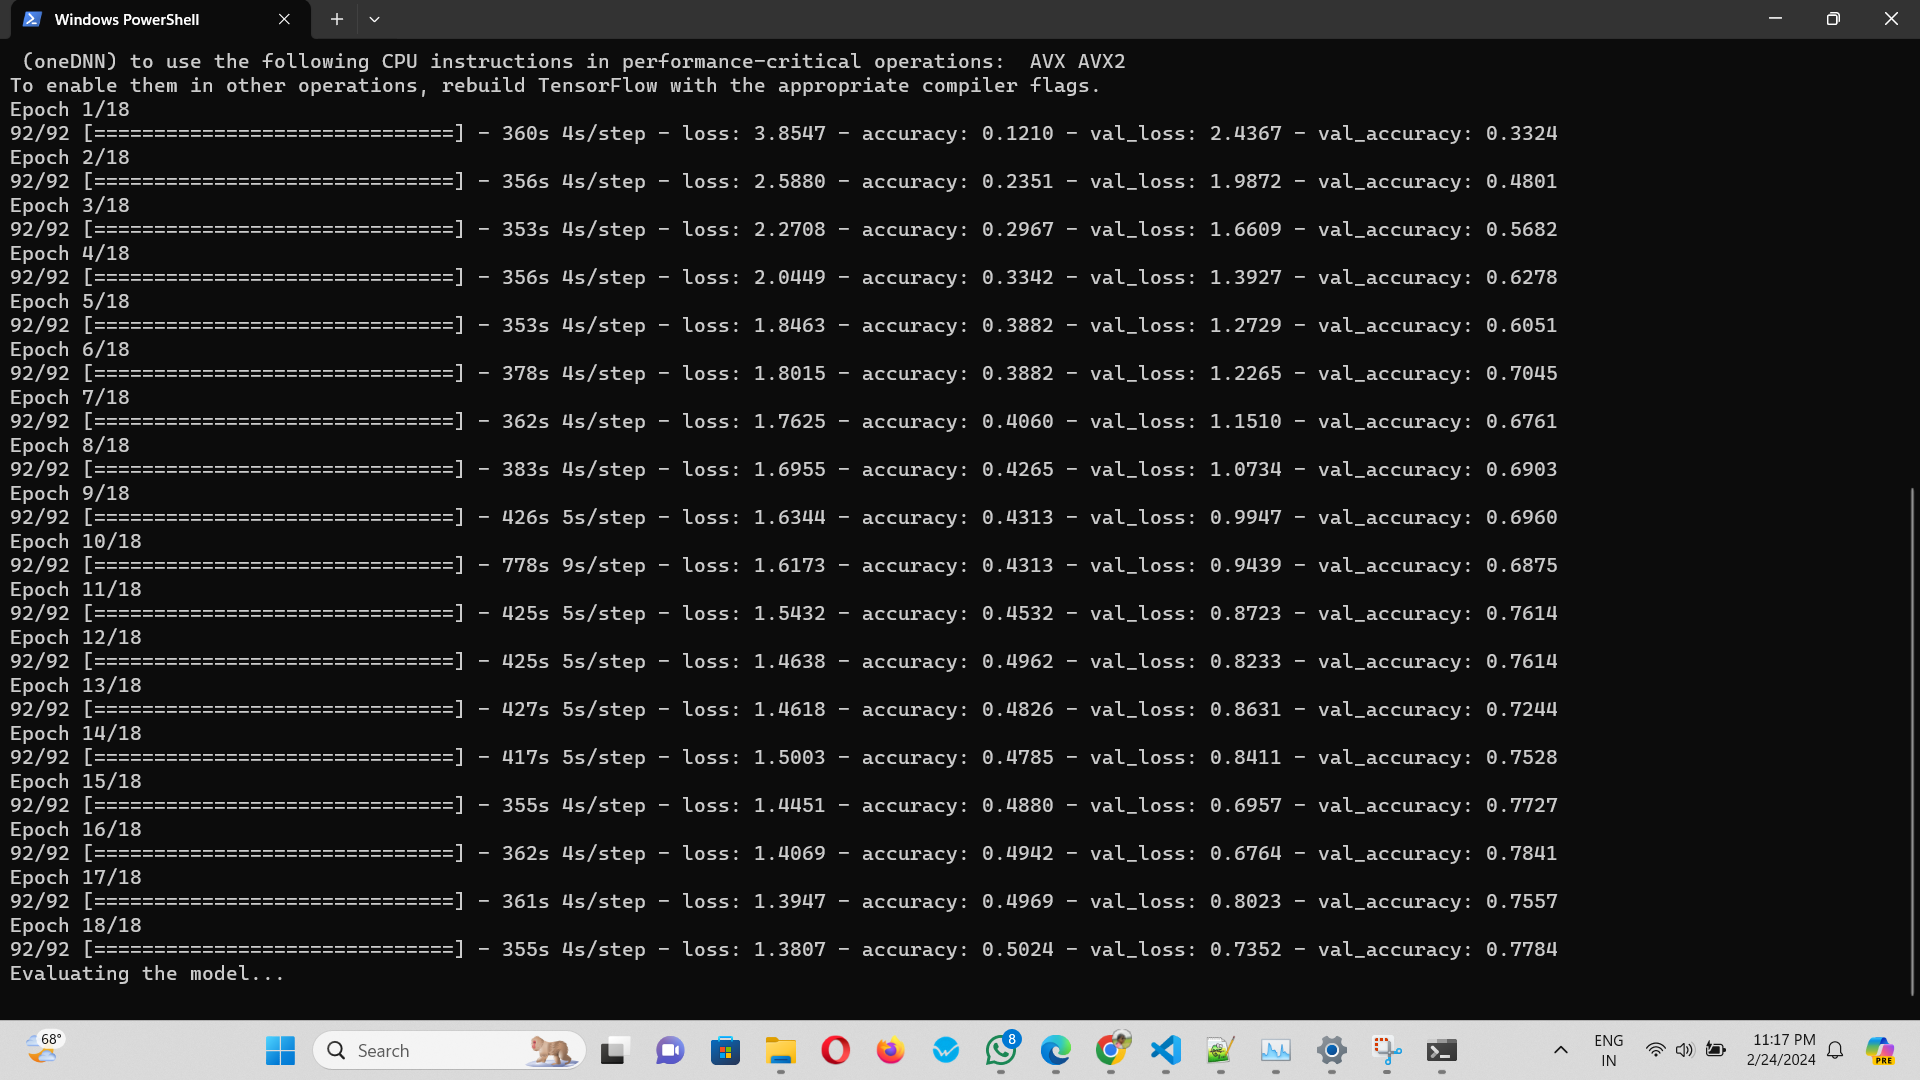 Windows PowerShell
(oneDNN) to use the following CPU instructions in performance-critical operations:  AVX AVX2
To enable them in other operations, rebuild TensorFlow with the appropriate compiler flags.
Epoch 1/18
92/92 [==============================] - 360s 4s/step - loss: 3.8547 - accuracy: 0.1210 - val_loss: 2.4367 - val_accuracy: 0.3324
Epoch 2/18
92/92 [==============================] - 356s 4s/step - loss: 2.5880 - accuracy: 0.2351 - val_loss: 1.9872 - val_accuracy: 0.4801
Epoch 3/18
92/92 [==============================] - 353s 4s/step - loss: 2.2708 - accuracy: 0.2967 - val_loss: 1.6609 - val_accuracy: 0.5682
Epoch 4/18
92/92 [==============================] - 356s 4s/step - loss: 2.0449 - accuracy: 0.3342 - val_loss: 1.3927 - val_accuracy: 0.6278
Epoch 5/18
92/92 [==============================] - 353s 4s/step - loss: 1.8463 - accuracy: 0.3882 - val_loss: 1.2729 - val_accuracy: 0.6051
Epoch 6/18
92/92 [==============================] - 378s 4s/step - loss: 1.8015 - accuracy: 0.3882 - val_loss: 1.2265 - val_accuracy: 0.7045
Epoch 7/18
92/92 [==============================] - 362s 4s/step - loss: 1.7625 - accuracy: 0.4060 - val_loss: 1.1510 - val_accuracy: 0.6761
Epoch 8/18
92/92 [==============================] - 383s 4s/step - loss: 1.6955 - accuracy: 0.4265 - val_loss: 1.0734 - val_accuracy: 0.6903
Epoch 9/18
92/92 [==============================] - 426s 5s/step - loss: 1.6344 - accuracy: 0.4313 - val_loss: 0.9947 - val_accuracy: 0.6960
Epoch 10/18
92/92 [==============================] - 778s 9s/step - loss: 1.6173 - accuracy: 0.4313 - val_loss: 0.9439 - val_accuracy: 0.6875
Epoch 11/18
92/92 [==============================] - 425s 5s/step - loss: 1.5432 - accuracy: 0.4532 - val_loss: 0.8723 - val_accuracy: 0.7614
Epoch 12/18
92/92 [==============================] - 425s 5s/step - loss: 1.4638 - accuracy: 0.4962 - val_loss: 0.8233 - val_accuracy: 0.7614
Epoch 13/18
92/92 [==============================] - 427s 5s/step - loss: 1.4618 - accuracy: 0.4826 - val_loss: 0.8631 - val_accuracy: 0.7244
Epoch 14/18
92/92 [==============================] - 417s 5s/step - loss: 1.5003 - accuracy: 0.4785 - val_loss: 0.8411 - val_accuracy: 0.7528
Epoch 15/18
92/92 [==============================] - 355s 4s/step - loss: 1.4451 - accuracy: 0.4880 - val_loss: 0.6957 - val_accuracy: 0.7727
Epoch 16/18
92/92 [==============================] - 362s 4s/step - loss: 1.4069 - accuracy: 0.4942 - val_loss: 0.6764 - val_accuracy: 0.7841
Epoch 17/18
92/92 [==============================] - 361s 4s/step - loss: 1.3947 - accuracy: 0.4969 - val_loss: 0.8023 - val_accuracy: 0.7557
Epoch 18/18
92/92 [==============================] - 355s 4s/step - loss: 1.3807 - accuracy: 0.5024 - val_loss: 0.7352 - val_accuracy: 0.7784
Evaluating the model...
68°
Search
8
ENG
IN
11:17 PM
2/24/2024
PRE